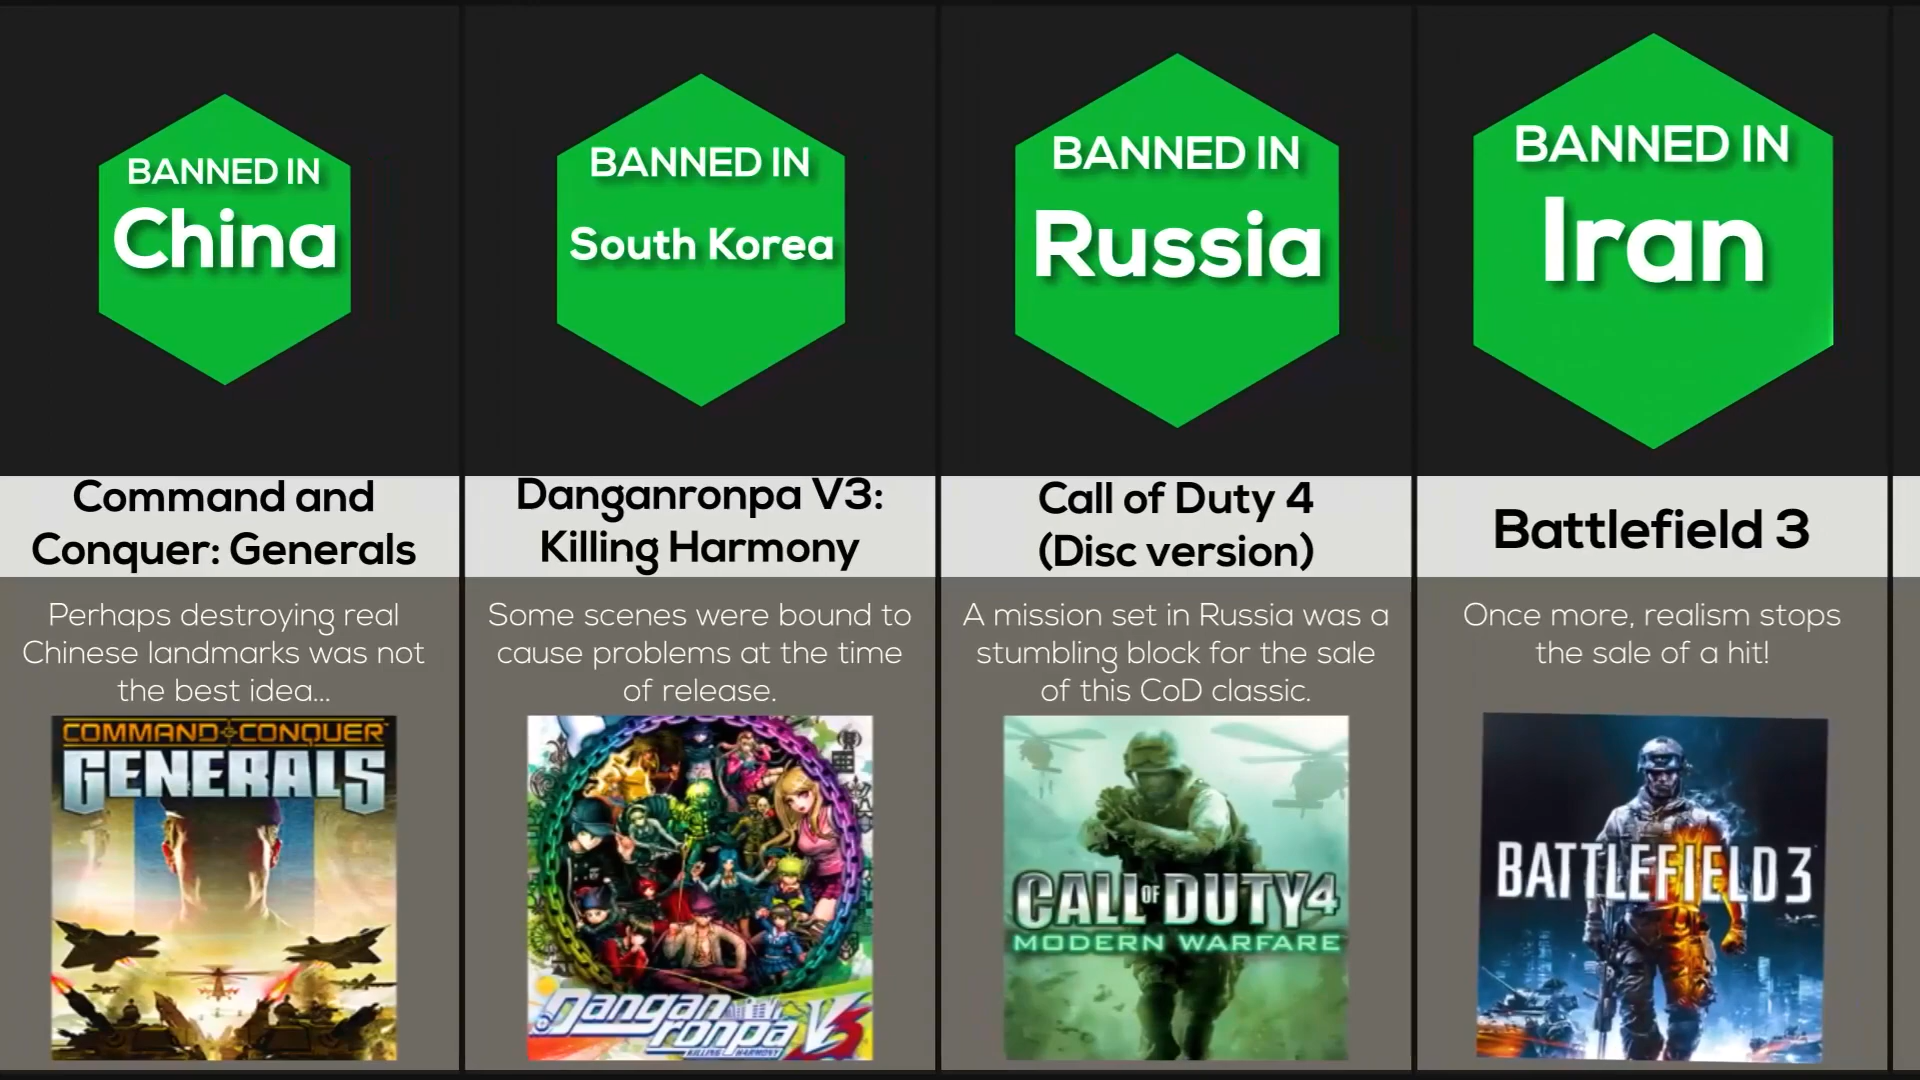 BANNED IN
China
Command and
Conquer: Generals
Perhaps destroying real
Chinese landmarks was not
the best idea...
COMMAND & CONQUER
GENERALS
BANNED IN
South Korea
Danganronpa V3:
Killing Harmony
Some scenes were bound to
cause problems at the time
of release.
Dangan
ronpa V3
KILLING HARMONY
BANNED IN
Russia
Call of Duty 4
(Disc version)
A mission set in Russia was a
stumbling block for the sale
of this CoD classic.
CALL OF DUTY 4
MODERN WARFARE
BANNED IN
Iran
Battlefield 3
Once more, realism stops
the sale of a hit!
BATTLEFIELD 3